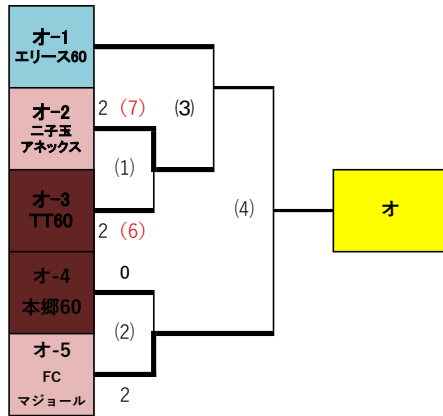 オ-1
エリース60
オ-2
二子玉
アネックス
2 (7)
(3)
(1)
オ-3
TT60
2 (6)
(4)
オ
オ-4
本郷60
0
(2)
オ-5
FC
マジョール
2